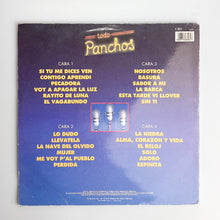 todo
Panchos
CARA 1
SI TU ME DICES VEN
CONTIGO APRENDI
PECADORA
VOY A APAGAR LA LUZ
RAYITO DE LUNA
EL VAGABUNDO
CARA 3
NOSOTROS
BASURA
SABOR A MI
LA BARCA
ESTA TARDE VI LLOVER
SIN TI
CARA 2
LO DUDO
LLEVATELA
LA NAVE DEL OLVIDO
MUJER
ME VOY P'AL PUEBLO
PERDIDA
CARA 4
LA HIEDRA
ALMA, CORAZON Y VIDA
EL RELOJ
SOLO
ADORO
ESPINITA